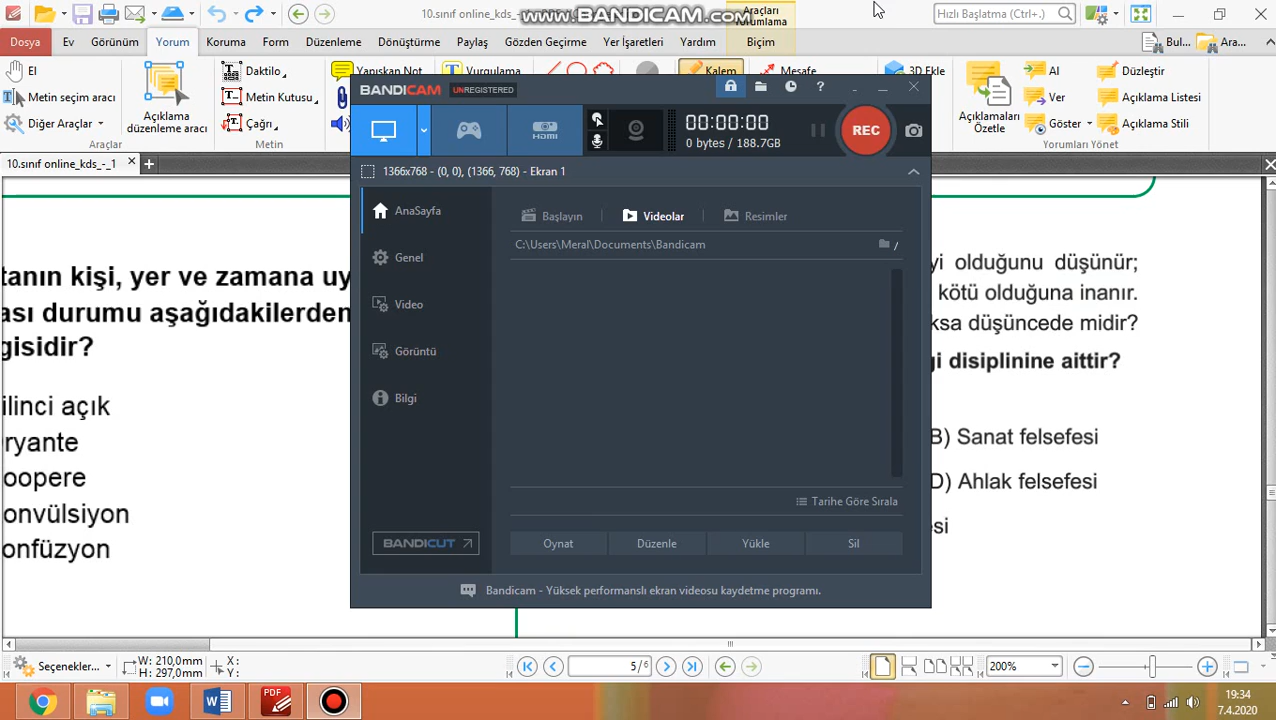 10.sınıf online_kds_-_
www.BANDICAM.com
Araçları
Yorumlama
Hızlı Başlatma (Ctrl+.)
Dosya Ev Görünüm Yorum Koruma Form Düzenleme Dönüştürme Paylaş Gözden Geçirme Yer İşaretleri Yardım Biçim Bul... Ara...
El Daktilo Yapışkan Not Vurgulama Kalem Mesafe 3D Ekle Al Düzleştir
Metin seçim aracı Açıklama düzenleme aracı Metin Kutusu Açıklamaları Özetle Ver Açıklama Listesi
Diğer Araçlar Çağrı Göster Açıklama Stili
Araçlar Metin Yorumları Yönet
10.sınıf online_kds_-_1
BANDICAM UNREGISTERED
HDMI
00:00:00
0 bytes / 188.7GB
REC
1366x768 - (0, 0), (1366, 768) - Ekran 1
AnaSayfa
Genel
Video
Görüntü
Bilgi
BANDICUT
Başlayın Videolar Resimler
C:\Users\Meral\Documents\Bandicam
Tarihe Göre Sırala
Oynat Düzenle Yükle Sil
Bandicam - Yüksek performanslı ekran videosu kaydetme programı.
tanın kişi, yer ve zamana uy
ası durumu aşağıdakilerden
gisidir?
ilinci açık
ryante
oopere
onvülsiyon
onfüzyon
yi olduğunu düşünür;
kötü olduğuna inanır.
ksa düşüncede midir?
gi disiplinine aittir?
B) Sanat felsefesi
D) Ahlak felsefesi
esi
Seçenekler... W: 210,0mm X:
H: 297,0mm Y:
5/6
200%
PDF
19:34
7.4.2020